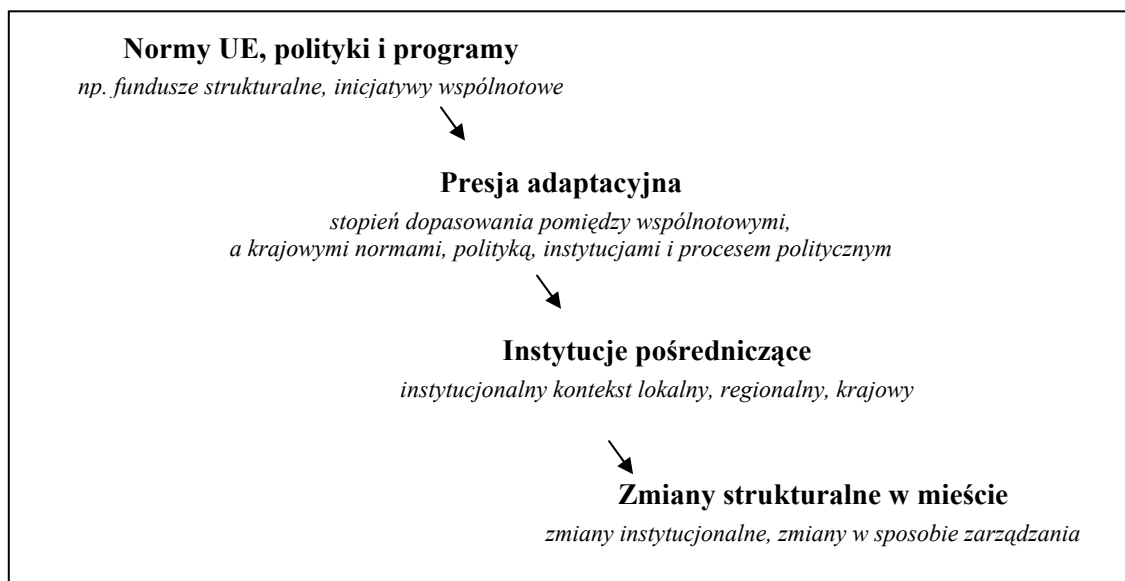 Normy UE, polityki i programy
np. fundusze strukturalne, inicjatywy wspólnotowe
Presja adaptacyjna
stopień dopasowania pomiędzy wspólnotowymi,
a krajowymi normami, polityką, instytucjami i procesem politycznym
Instytucje pośredniczące
instytucjonalny kontekst lokalny, regionalny, krajowy
Zmiany strukturalne w mieście
zmiany instytucjonalne, zmiany w sposobie zarządzania